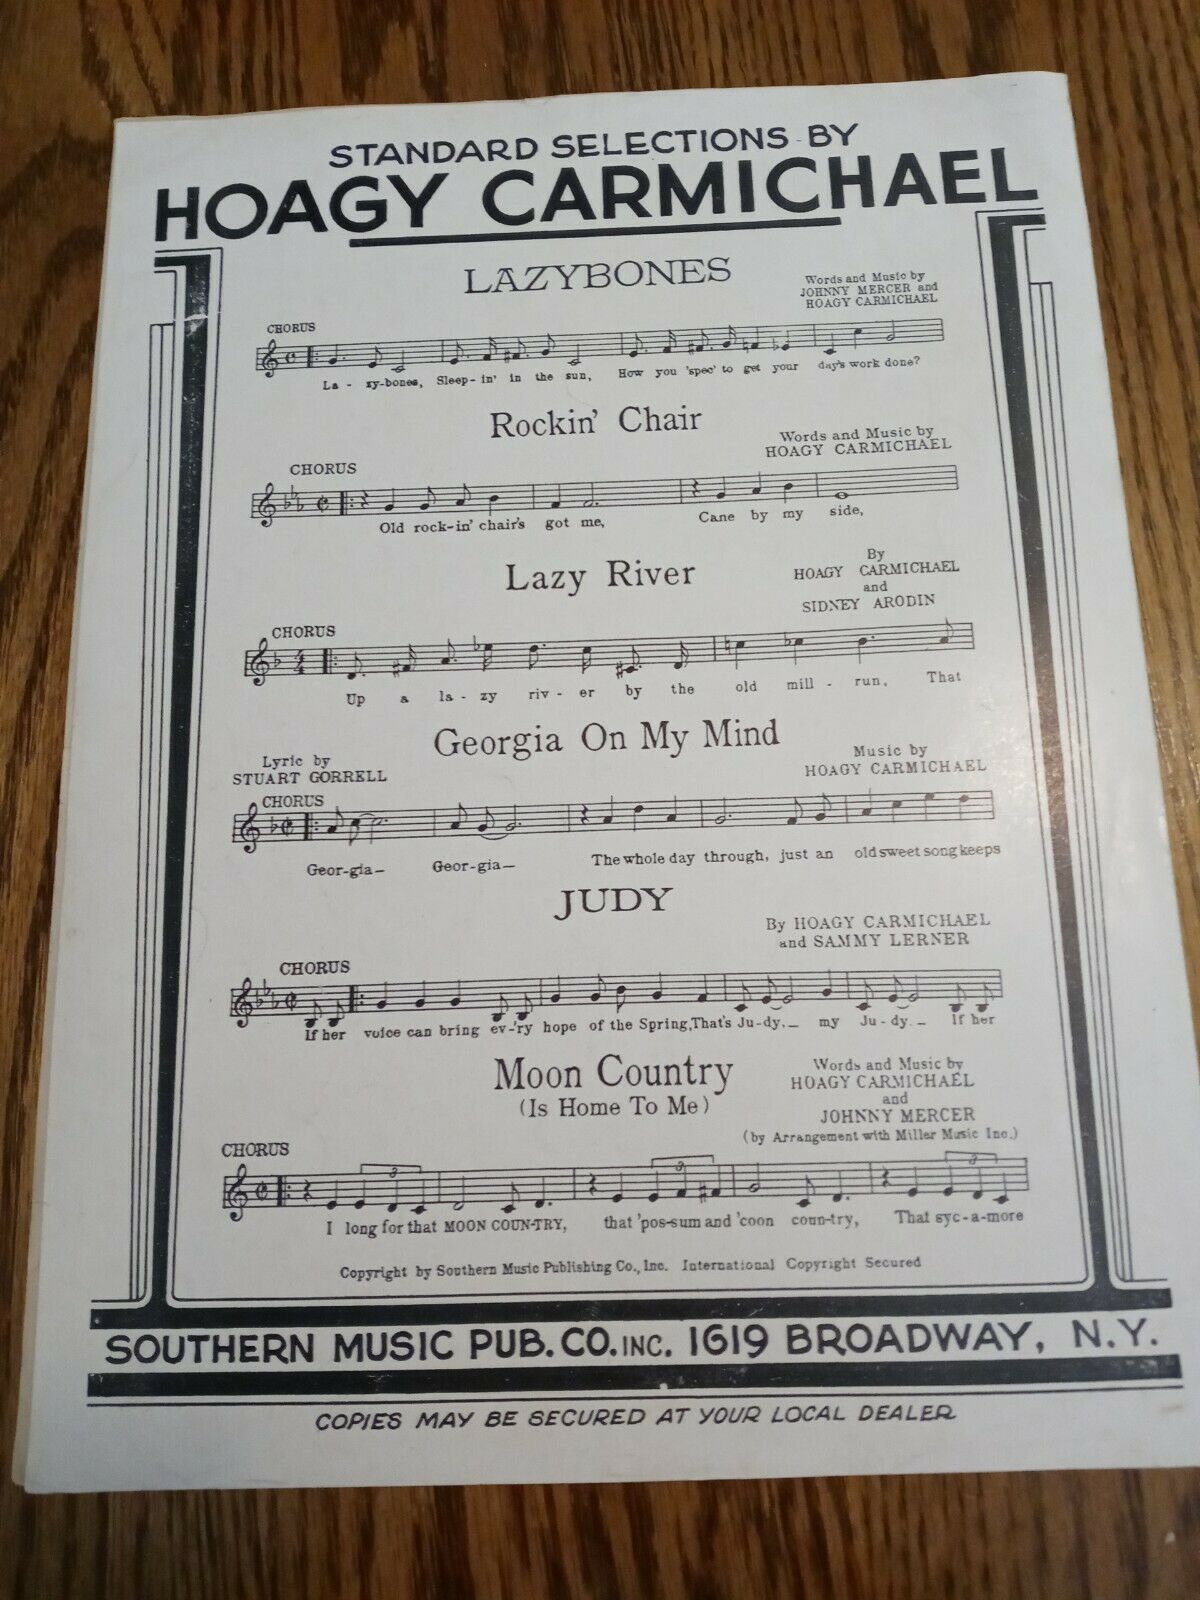 STANDARD SELECTIONS BY
HOAGY CARMICHAEL
LAZYBONES
Words and Music by
JOHNNY MERCER and
HOAGY CARMICHAEL
CHORUS
La - zy-bones, Sleep-in' in the sun, How you 'spec' to get your day's work done?
Rockin' Chair
Words and Music by
HOAGY CARMICHAEL
CHORUS
Old rock-in' chair's got me, Cane by my side,
Lazy River
By
HOAGY CARMICHAEL
and
SIDNEY ARODIN
CHORUS
4
4
Up a la - zy riv - er by the old mill - run, That
Georgia On My Mind
Lyric by
STUART GORRELL
Music by
HOAGY CARMICHAEL
CHORUS
Geor-gia— Geor-gia— The whole day through, just an old sweet song keeps
JUDY
By HOAGY CARMICHAEL
and SAMMY LERNER
CHORUS
If her voice can bring ev-'ry hope of the Spring, That's Ju-dy,— my Ju-dy.— If her
Moon Country
(Is Home To Me)
Words and Music by
HOAGY CARMICHAEL
and
JOHNNY MERCER
(by Arrangement with Miller Music Inc.)
CHORUS
3 3 3
I long for that MOON COUN-TRY, that 'pos-sum and 'coon coun-try, That syc-a-more
Copyright by Southern Music Publishing Co., Inc. International Copyright Secured
SOUTHERN MUSIC PUB. CO. INC. 1619 BROADWAY, N.Y.
COPIES MAY BE SECURED AT YOUR LOCAL DEALER